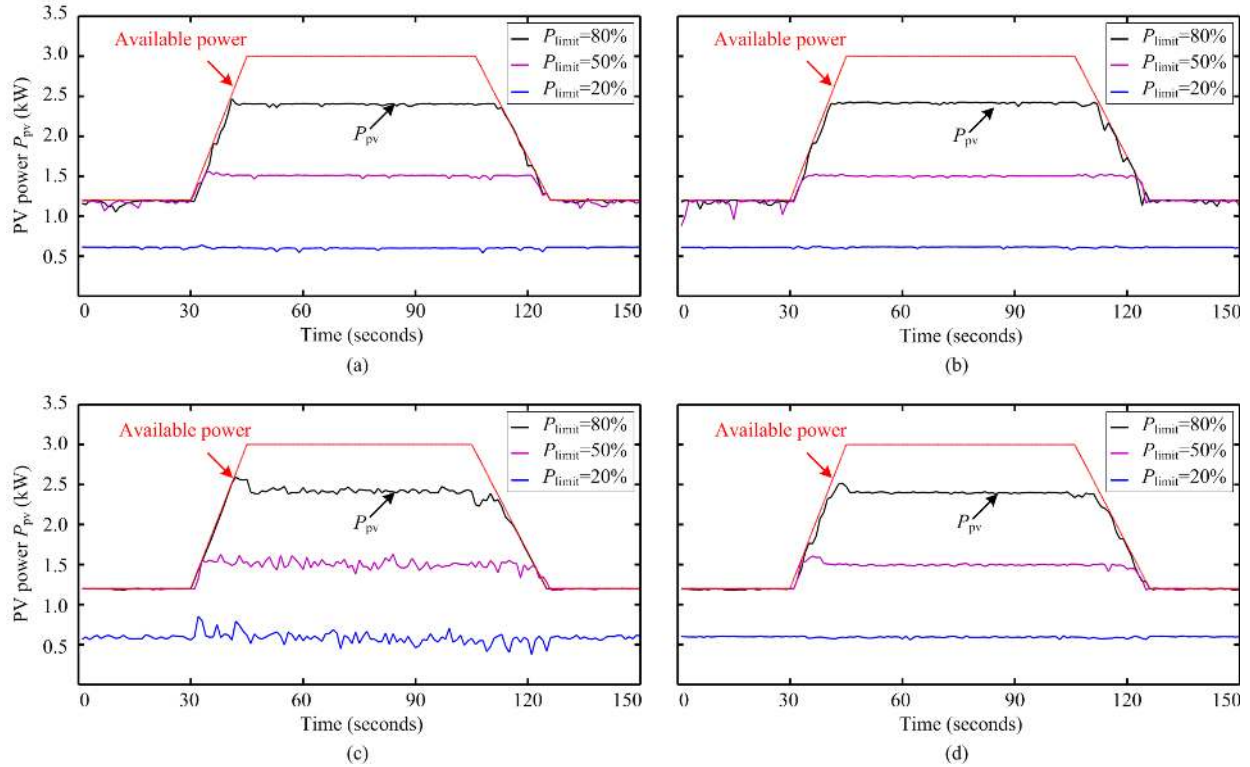 3.5
3.0
2.5
2.0
1.5
1.0
0.5
PV power Ppv (kW)
Available power
Plimit=80%
Plimit=50%
Plimit=20%
Ppv
0 30 60 90 120 150
Time (seconds)
(a)
Available power
Plimit=80%
Plimit=50%
Plimit=20%
Ppv
0 30 60 90 120 150
Time (seconds)
(b)
3.5
3.0
2.5
2.0
1.5
1.0
0.5
PV power Ppv (kW)
Available power
Plimit=80%
Plimit=50%
Plimit=20%
Ppv
0 30 60 90 120 150
Time (seconds)
(c)
Available power
Plimit=80%
Plimit=50%
Plimit=20%
Ppv
0 30 60 90 120 150
Time (seconds)
(d)